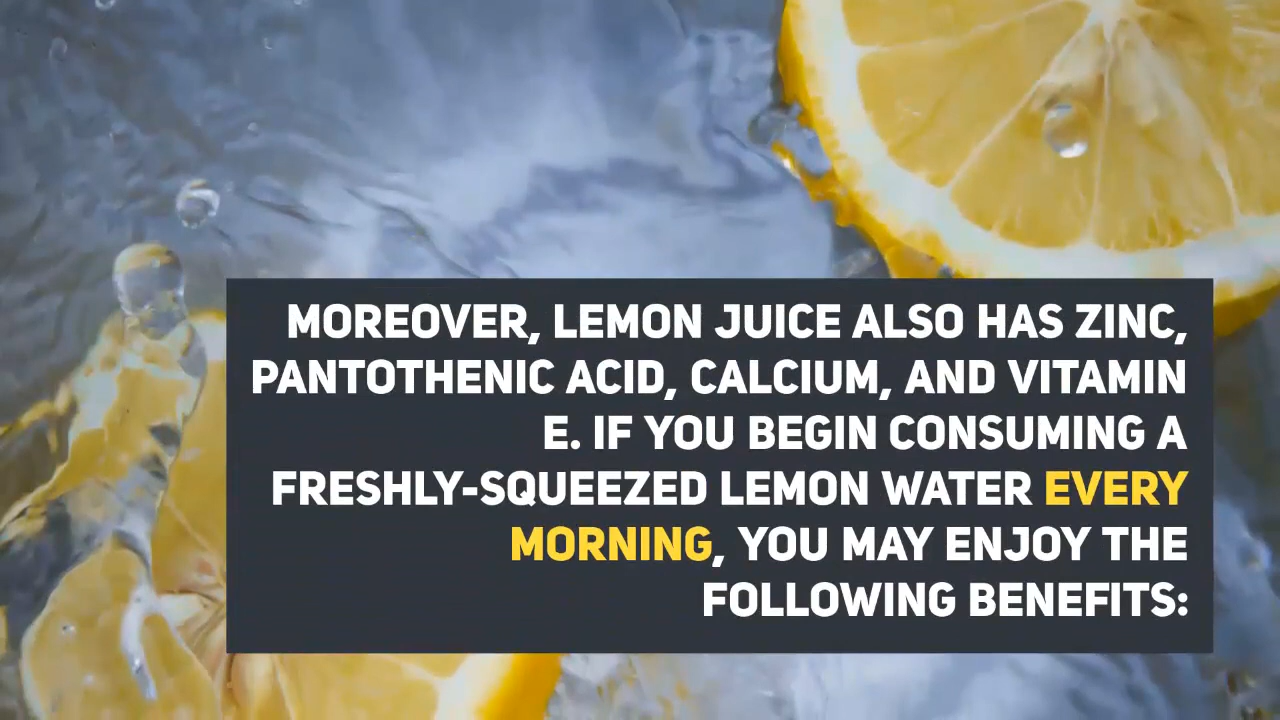 MOREOVER, LEMON JUICE ALSO HAS ZINC,
PANTOTHENIC ACID, CALCIUM, AND VITAMIN
E. IF YOU BEGIN CONSUMING A
FRESHLY-SQUEEZED LEMON WATER EVERY
MORNING, YOU MAY ENJOY THE
FOLLOWING BENEFITS: